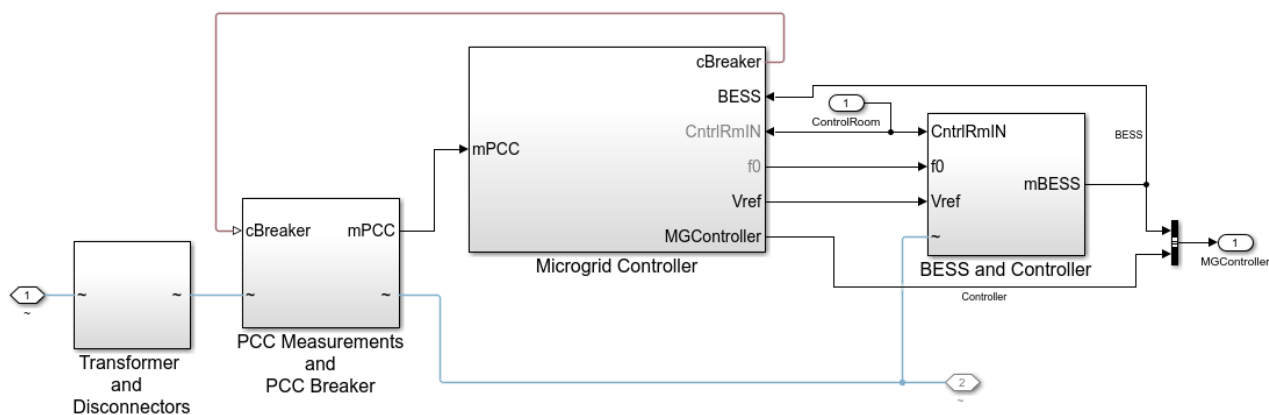 cBreaker
BESS
CntrlRmIN
f0
Vref
MGController
mPCC
Microgrid Controller
1
ControlRoom
CntrlRmIN
f0
Vref
~
mBESS
BESS and Controller
BESS
Controller
1
MGController
cBreaker
mPCC
~
~
PCC Measurements
and
PCC Breaker
1
~
~
~
Transformer
and
Disconnectors
2
~